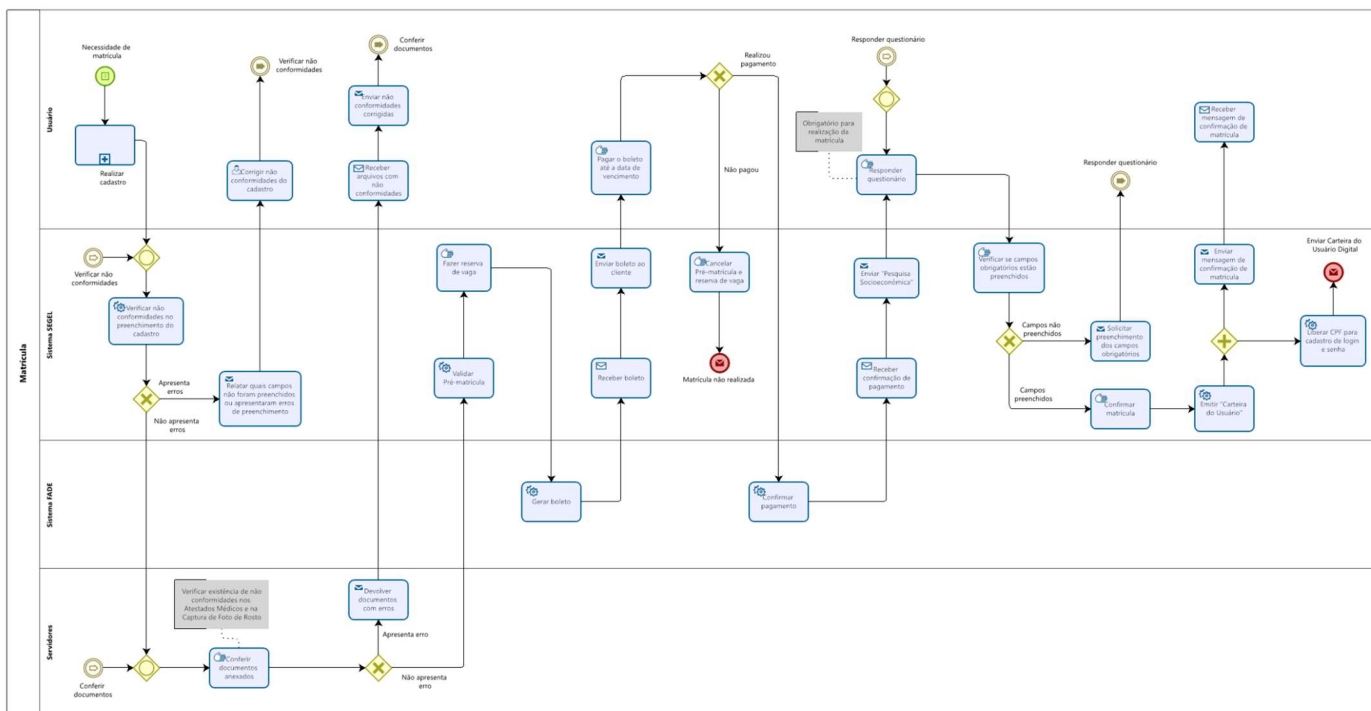 Matrícula
Usuário
Necessidade de
matrícula
Realizar
cadastro
Verificar não
conformidades
Corrigir não
conformidades do
cadastro
Conferir
documentos
Enviar não
conformidades
corrigidas
Receber
arquivos com não
conformidades
Pagar o boleto
até a data de
vencimento
Realizou
pagamento
Não pagou
Responder questionário
Obrigatório para
realização da
matrícula
Responder
questionário
Responder questionário
Receber
mensagem de
confirmação de
matrícula
Sistema SEGEL
Verificar não
conformidades
Verificar não
conformidades no
preenchimento do
cadastro
Apresenta
erros
Não apresenta
erros
Relatar quais campos
não foram preenchidos
ou apresentaram erros
de preenchimento
Fazer reserva
de vaga
Validar
Pré-matrícula
Enviar boleto ao
cliente
Receber boleto
Cancelar
Pré-matrícula e
reserva de vaga
Matrícula não realizada
Enviar "Pesquisa
Socioeconômica"
Receber
confirmação de
pagamento
Verificar se campos
obrigatórios estão
preenchidos
Campos não
preenchidos
Solicitar
preenchimento
dos campos
obrigatórios
Campos
preenchidos
Confirmar
matrícula
Enviar
mensagem de
confirmação de
matrícula
Emitir "Carteira
do Usuário"
Enviar Carteira do
Usuário Digital
Liberar CPF para
cadastro de login
e senha
Sistema FADE
Gerar boleto
Confirmar
pagamento
Servidores
Conferir
documentos
Verificar existência de não
conformidades nos
Atestados Médicos e na
Captura de Foto de Rosto
Conferir
documentos
anexados
Devolver
documentos
com erros
Apresenta erro
Não apresenta
erro